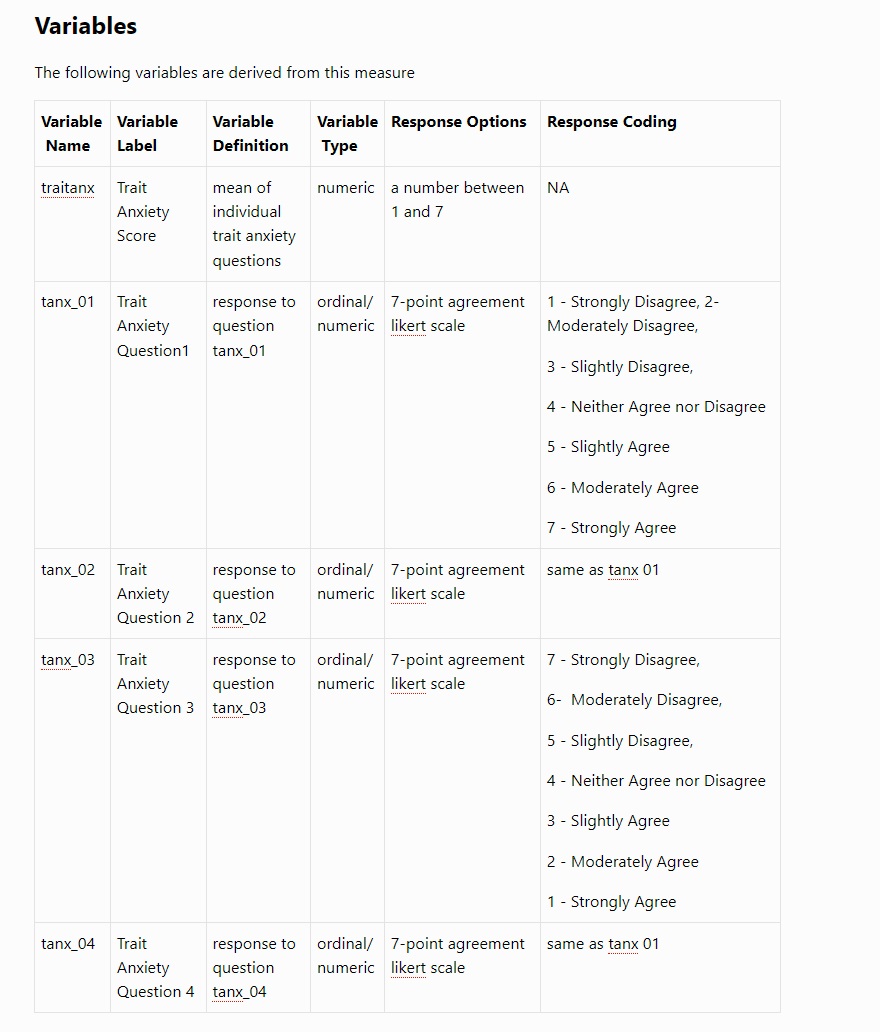 Variables
The following variables are derived from this measure
Variable Name | Variable Label | Variable Definition | Variable Type | Response Options | Response Coding
traitanx | Trait Anxiety Score | mean of individual trait anxiety questions | numeric | a number between 1 and 7 | NA
tanx_01 | Trait Anxiety Question1 | response to question tanx_01 | ordinal/ numeric | 7-point agreement likert scale | 1 - Strongly Disagree, 2- Moderately Disagree,
3 - Slightly Disagree,
4 - Neither Agree nor Disagree
5 - Slightly Agree
6 - Moderately Agree
7 - Strongly Agree
tanx_02 | Trait Anxiety Question 2 | response to question tanx_02 | ordinal/ numeric | 7-point agreement likert scale | same as tanx 01
tanx_03 | Trait Anxiety Question 3 | response to question tanx_03 | ordinal/ numeric | 7-point agreement likert scale | 7 - Strongly Disagree,
6-  Moderately Disagree,
5 - Slightly Disagree,
4 - Neither Agree nor Disagree
3 - Slightly Agree
2 - Moderately Agree
1 - Strongly Agree
tanx_04 | Trait Anxiety Question 4 | response to question tanx_04 | ordinal/ numeric | 7-point agreement likert scale | same as tanx 01